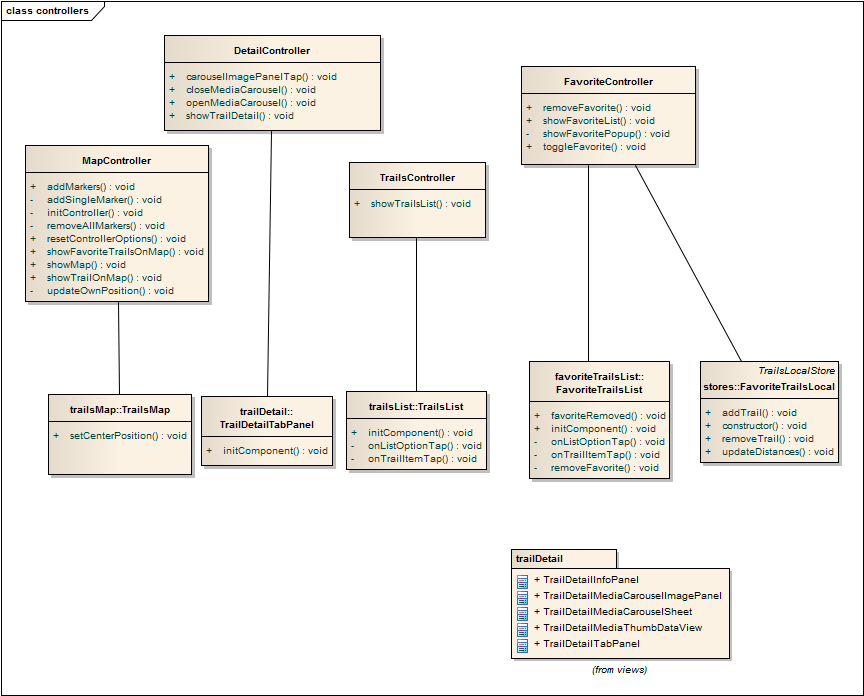 class controllers
DetailController
+ carouselImagePanelTap() : void
+ closeMediaCarousel() : void
+ openMediaCarousel() : void
+ showTrailDetail() : void
FavoriteController
+ removeFavorite() : void
+ showFavoriteList() : void
- showFavoritePopup() : void
+ toggleFavorite() : void
MapController
+ addMarkers() : void
- addSingleMarker() : void
- initController() : void
- removeAllMarkers() : void
+ resetControllerOptions() : void
+ showFavoriteTrailsOnMap() : void
+ showMap() : void
+ showTrailOnMap() : void
- updateOwnPosition() : void
TrailsController
+ showTrailsList() : void
trailsMap::TrailsMap
+ setCenterPosition() : void
trailDetail::
TrailDetailTabPanel
+ initComponent() : void
trailsList::TrailsList
+ initComponent() : void
- onListOptionTap() : void
- onTrailItemTap() : void
favoriteTrailsList::
FavoriteTrailsList
+ favoriteRemoved() : void
+ initComponent() : void
- onListOptionTap() : void
- onTrailItemTap() : void
- removeFavorite() : void
TrailsLocalStore
stores::FavoriteTrailsLocal
+ addTrail() : void
+ constructor() : void
+ removeTrail() : void
+ updateDistances() : void
trailDetail
+ TrailDetailInfoPanel
+ TrailDetailMediaCarouselImagePanel
+ TrailDetailMediaCarouselSheet
+ TrailDetailMediaThumbDataView
+ TrailDetailTabPanel
(from views)